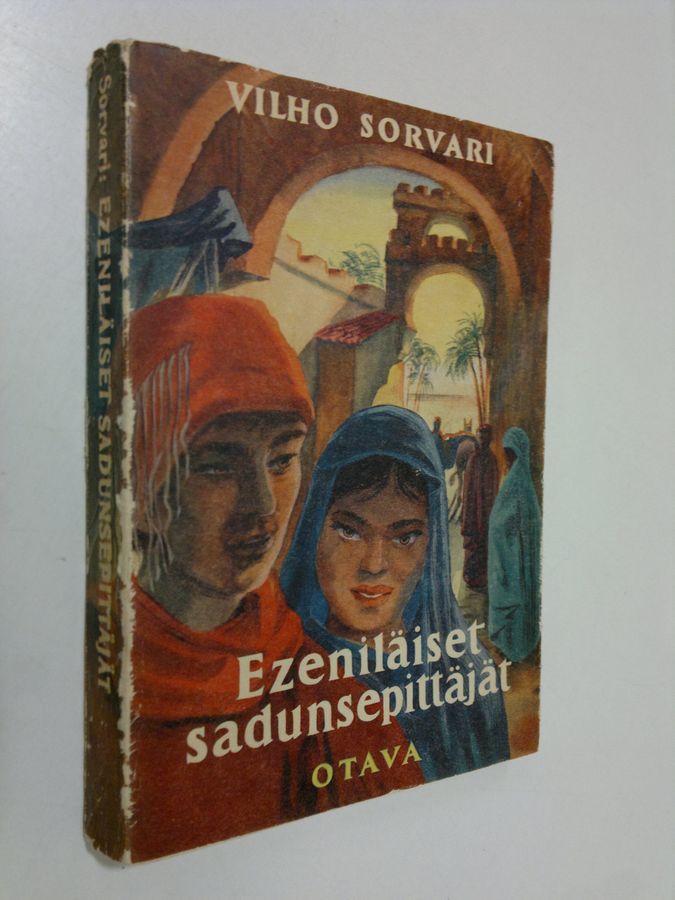 VILHO SORVARI
Ezeniläiset
sadunsepittäjät
OTAVA
Sorvari: EZENILÄISET SADUNSEPITTÄJÄT